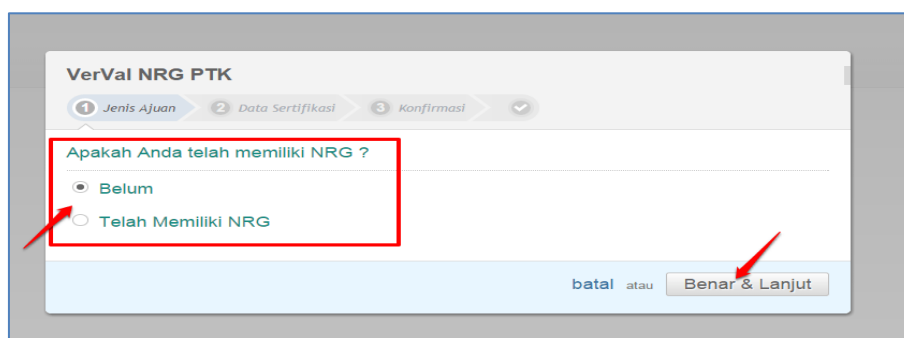 VerVal NRG PTK
1 Jenis Ajuan 2 Data Sertifikasi 3 Konfirmasi
Apakah Anda telah memiliki NRG ?
Belum
Telah Memiliki NRG
batal atau Benar & Lanjut